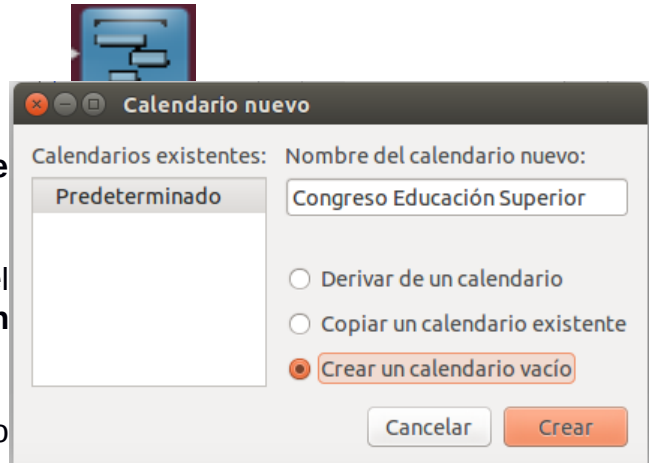 Calendario nuevo
Calendarios existentes:
Predeterminado
Nombre del calendario nuevo:
Congreso Educación Superior
Derivar de un calendario
Copiar un calendario existente
Crear un calendario vacío
Cancelar
Crear